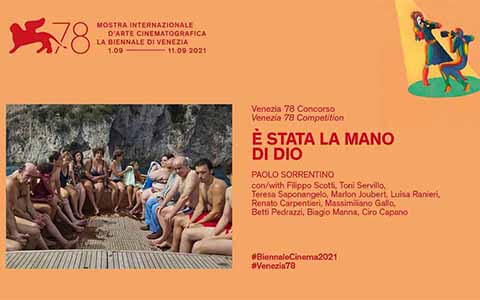 78
MOSTRA INTERNAZIONALE
D'ARTE CINEMATOGRAFICA
LA BIENNALE DI VENEZIA
1.09 — 11.09 2021
Venezia 78 Concorso
Venezia 78 Competition
È STATA LA MANO
DI DIO
PAOLO SORRENTINO
con/with Filippo Scotti, Toni Servillo,
Teresa Saponangelo, Marlon Joubert, Luisa Ranieri,
Renato Carpentieri, Massimiliano Gallo,
Betti Pedrazzi, Biagio Manna, Ciro Capano
#BiennaleCinema2021
#Venezia78